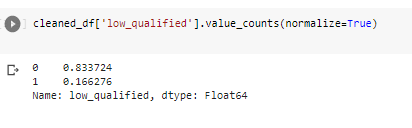 cleaned_df['low_qualified'].value_counts(normalize=True)
0    0.833724
1    0.166276
Name: low_qualified, dtype: Float64